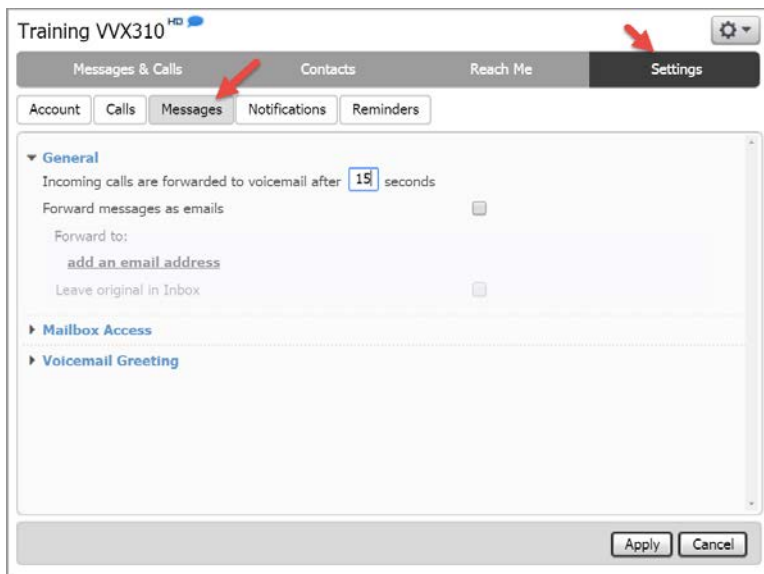 Training VVX310 HD
Messages & Calls Contacts Reach Me Settings
Account Calls Messages Notifications Reminders
General
Incoming calls are forwarded to voicemail after 15 seconds
Forward messages as emails
Forward to:
add an email address
Leave original in Inbox
Mailbox Access
Voicemail Greeting
Apply Cancel